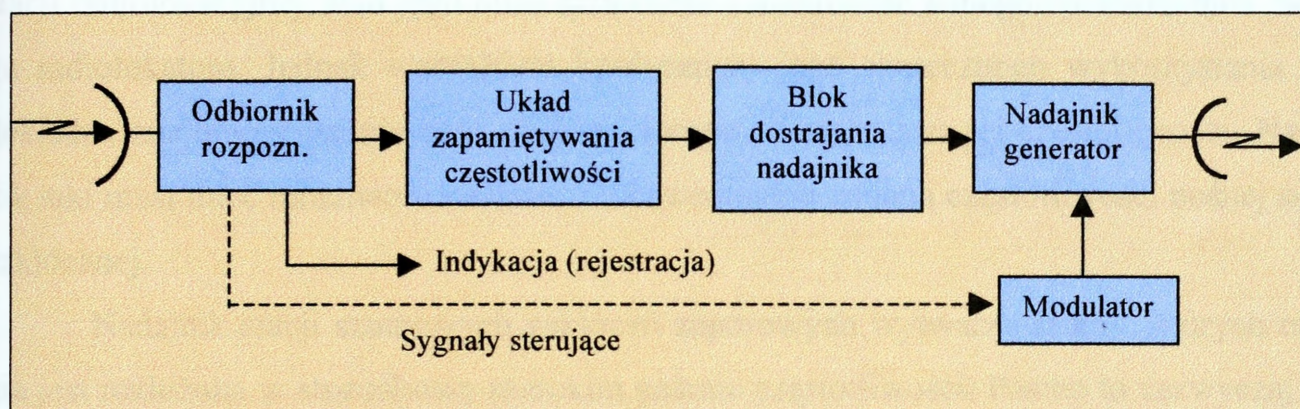 Odbiornik
rozpozn.
Układ
zapamiętywania
częstotliwości
Blok
dostrajania
nadajnika
Nadajnik
generator
Indykacja (rejestracja)
Modulator
Sygnały sterujące